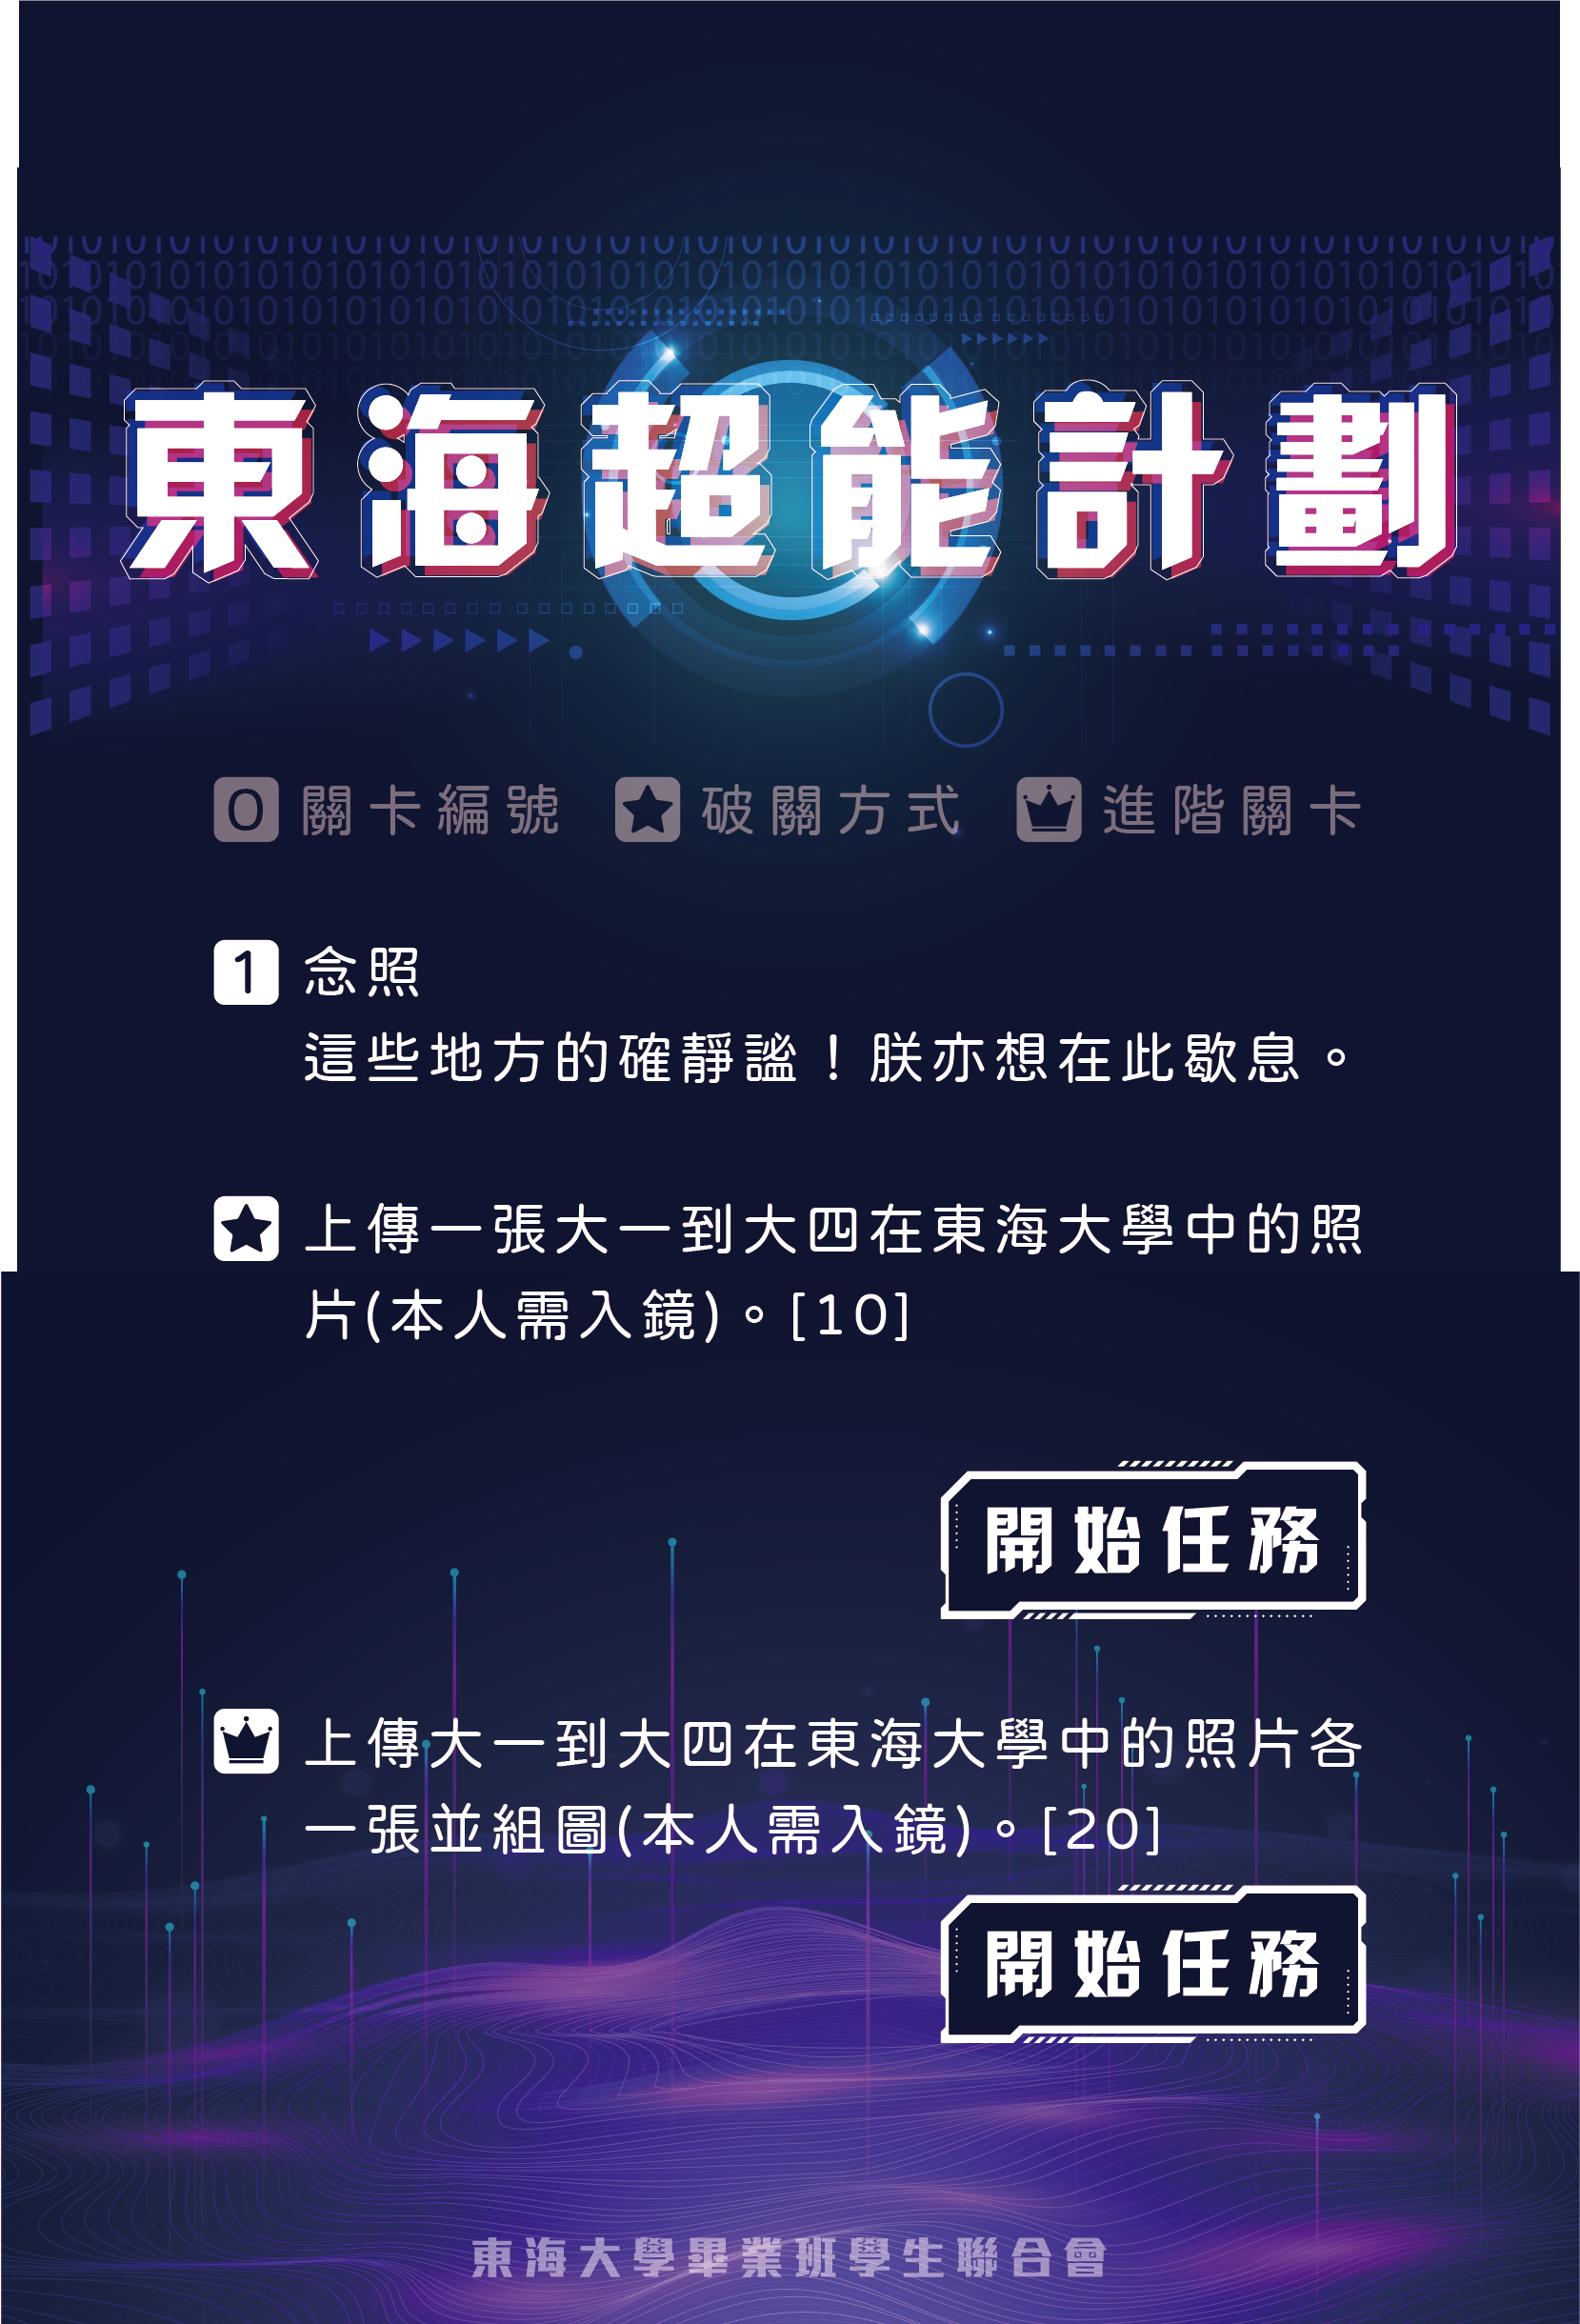 東海超能計劃
0 關卡編號 破關方式 進階關卡
1 念照
這些地方的確靜謐！朕亦想在此歇息。
上傳一張大一到大四在東海大學中的照
片(本人需入鏡)。[10]
開始任務
上傳大一到大四在東海大學中的照片各
一張並組圖(本人需入鏡)。[20]
開始任務
東海大學畢業班學生聯合會